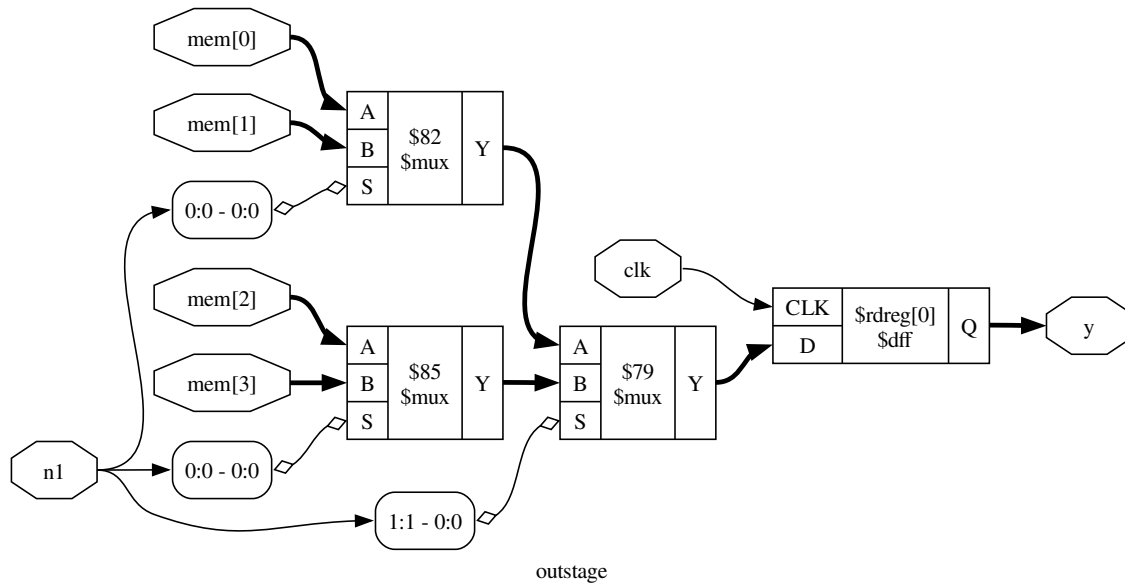 mem[0]
mem[1]
A
B
S
$82
$mux
Y
0:0 - 0:0
mem[2]
mem[3]
A
B
S
$85
$mux
Y
n1
0:0 - 0:0
1:1 - 0:0
A
B
S
$79
$mux
Y
clk
CLK
D
$rdreg[0]
$dff
Q
y
outstage